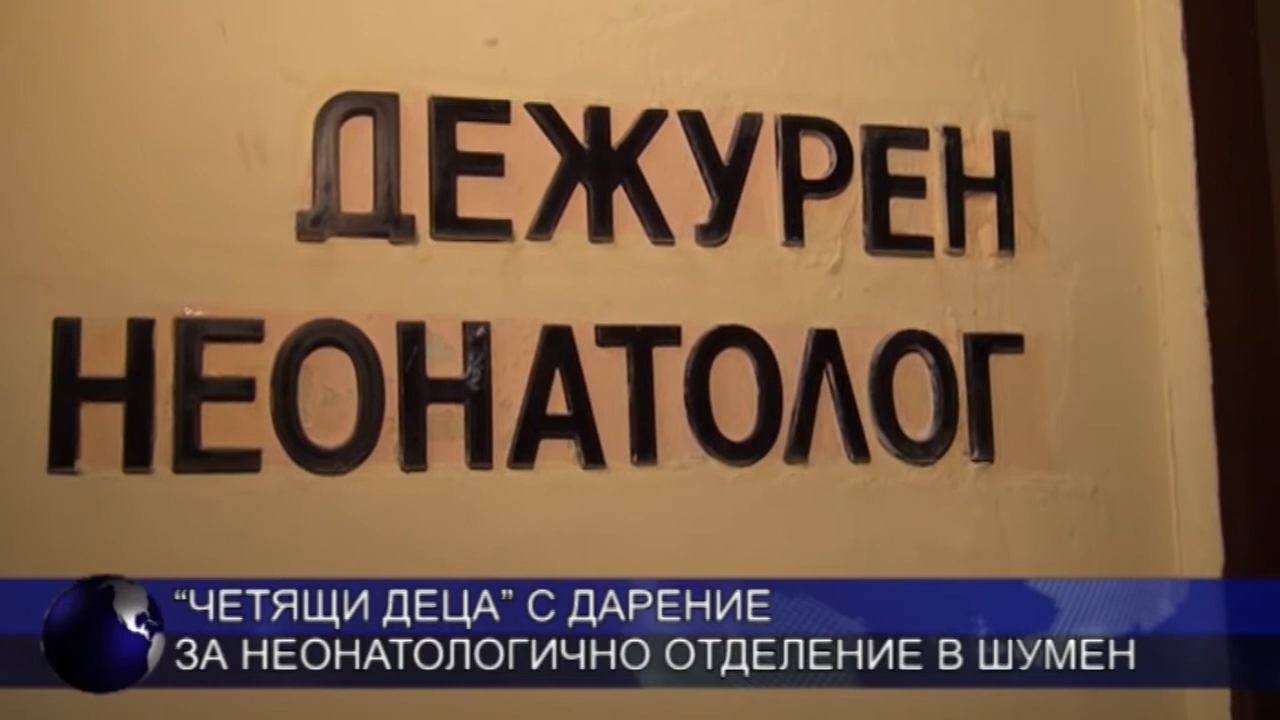 ДЕЖУРЕН
НЕОНАТОЛОГ
“ЧЕТЯЩИ ДЕЦА” С ДАРЕНИЕ
ЗА НЕОНАТОЛОГИЧНО ОТДЕЛЕНИЕ В ШУМЕН